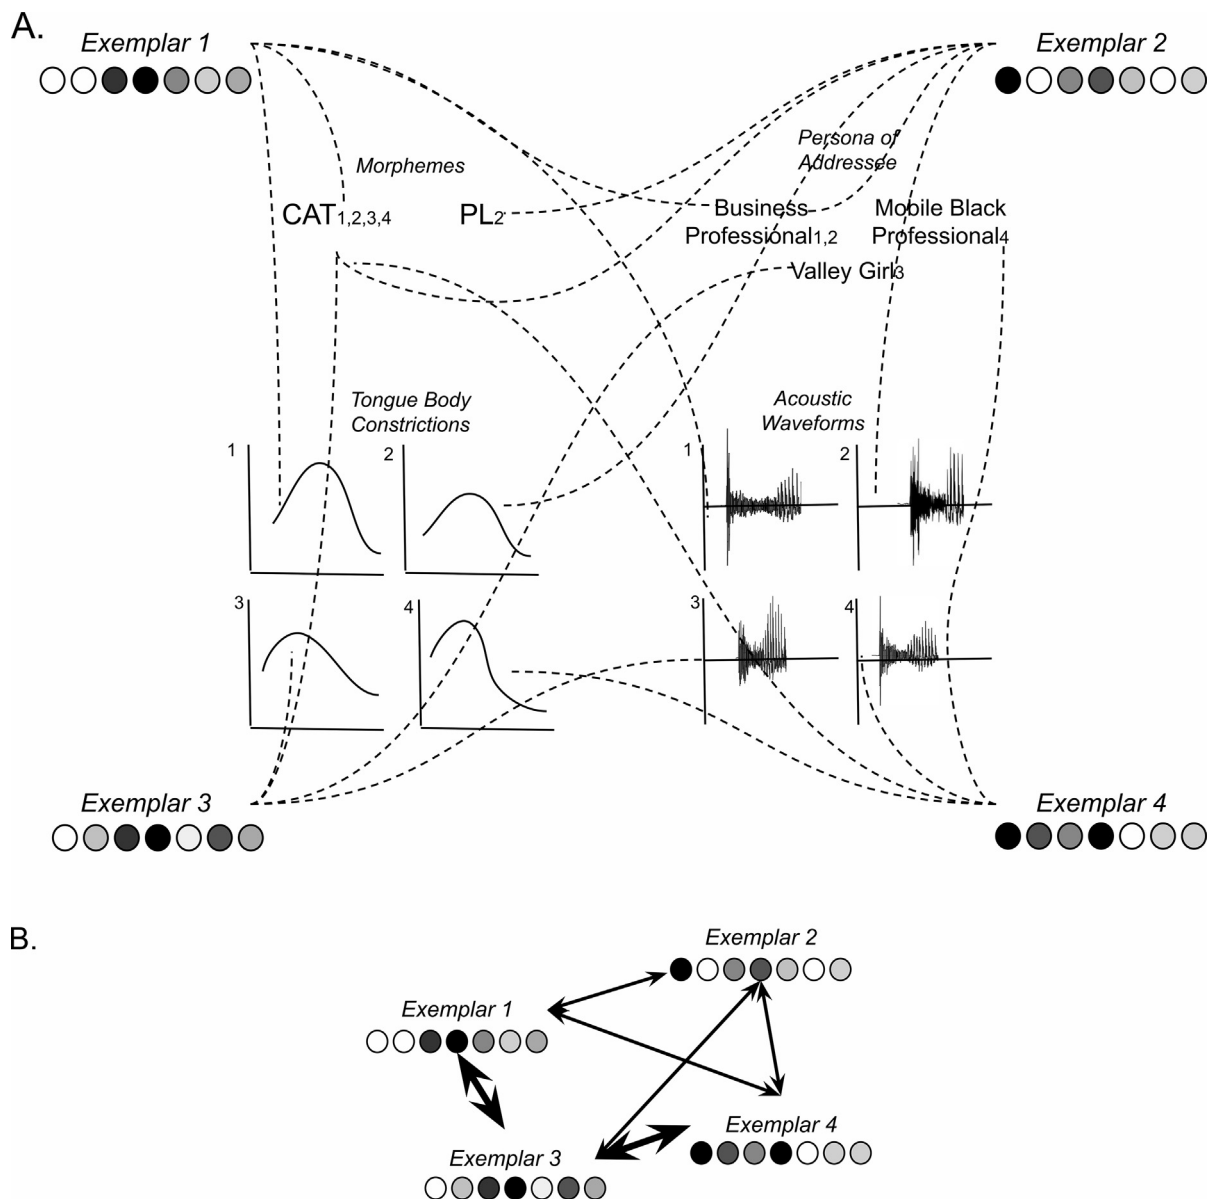 A.
Exemplar 1
Exemplar 2
Persona of
Addressee
Morphemes
CAT1,2,3,4
PL2
Business
Professional1,2
Mobile Black
Professional4
Valley Girl3
Tongue Body
Constrictions
Acoustic
Waveforms
1
2
1
2
3
4
3
4
Exemplar 3
Exemplar 4
B.
Exemplar 2
Exemplar 1
Exemplar 4
Exemplar 3